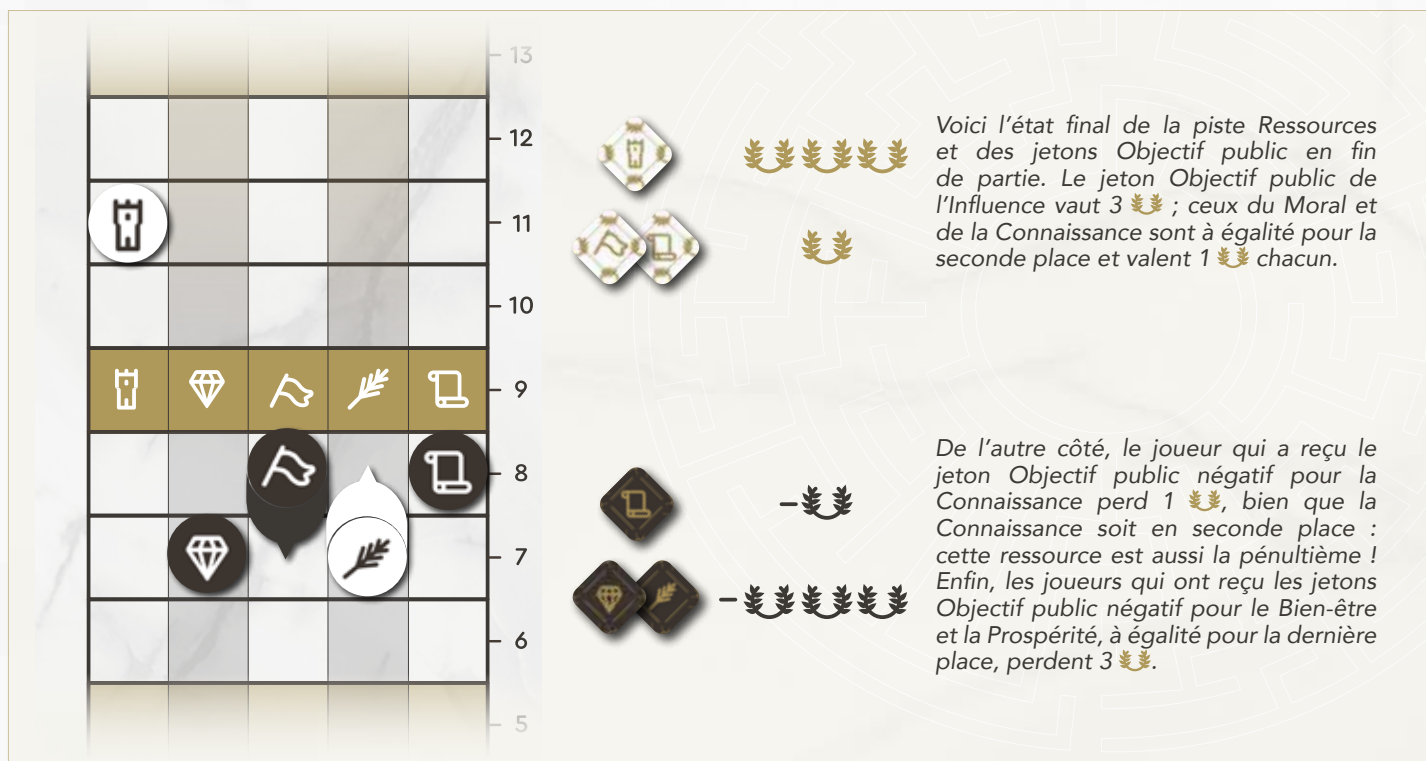 13
12
11
10
9
8
7
6
5
Voici l’état final de la piste Ressources
et des jetons Objectif public en fin
de partie. Le jeton Objectif public de
l’Influence vaut 3 ; ceux du Moral et
de la Connaissance sont à égalité pour la
seconde place et valent 1 chacun.
De l’autre côté, le joueur qui a reçu le
jeton Objectif public négatif pour la
Connaissance perd 1 , bien que la
Connaissance soit en seconde place :
cette ressource est aussi la pénultième !
Enfin, les joueurs qui ont reçu les jetons
Objectif public négatif pour le Bien-être
et la Prospérité, à égalité pour la dernière
place, perdent 3 .